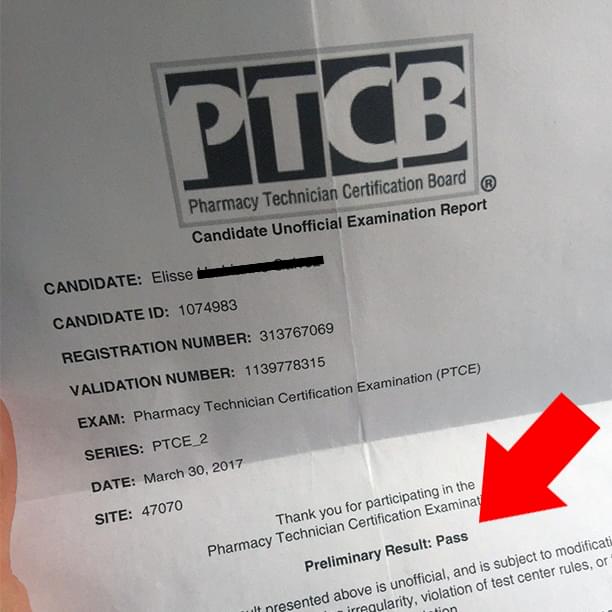 PTCB
Pharmacy Technician Certification Board ®
Candidate Unofficial Examination Report
CANDIDATE: Elisse
CANDIDATE ID: 1074983
REGISTRATION NUMBER: 313767069
VALIDATION NUMBER: 1139778315
EXAM: Pharmacy Technician Certification Examination (PTCE)
SERIES: PTCE_2
DATE: March 30, 2017
SITE: 47070
Thank you for participating in the
Pharmacy Technician Certification Examinat
Preliminary Result: Pass
ult presented above is unofficial, and is subject to modificati
irregularity, violation of test center rules, or